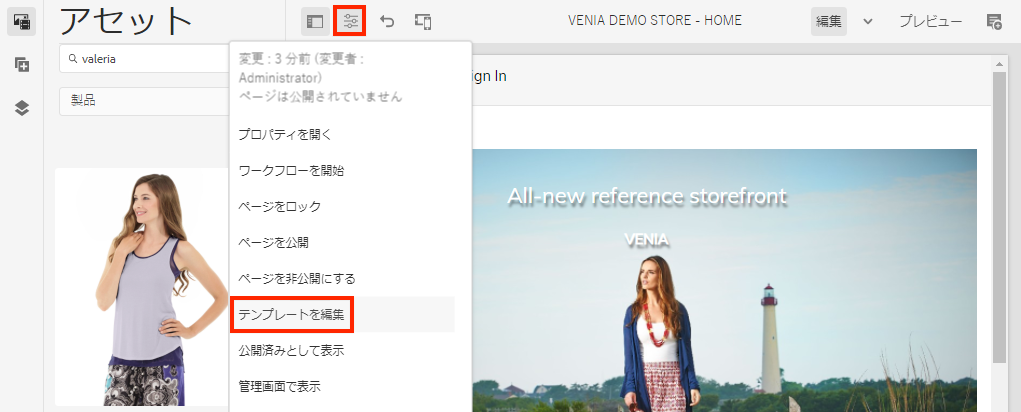 アセット
VENIA DEMO STORE - HOME
編集
プレビュー
valeria
製品
変更 : 3 分前 (変更者 :
Administrator)
ページは公開されていません
プロパティを開く
ワークフローを開始
ページをロック
ページを公開
ページを非公開にする
テンプレートを編集
公開済みとして表示
管理画面で表示
ign In
All-new reference storefront
VENIA